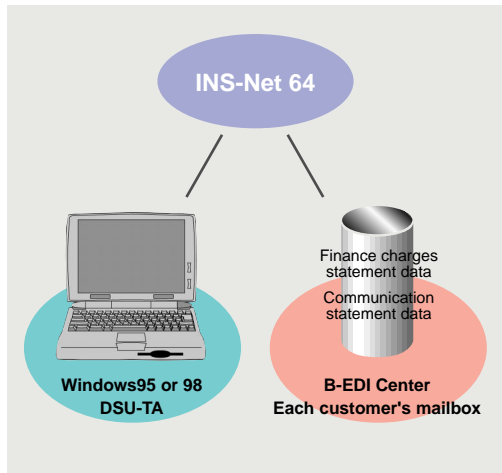 INS-Net 64
Finance charges
statement data
Communication
statement data
Windows95 or 98
DSU-TA
B-EDI Center
Each customer's mailbox